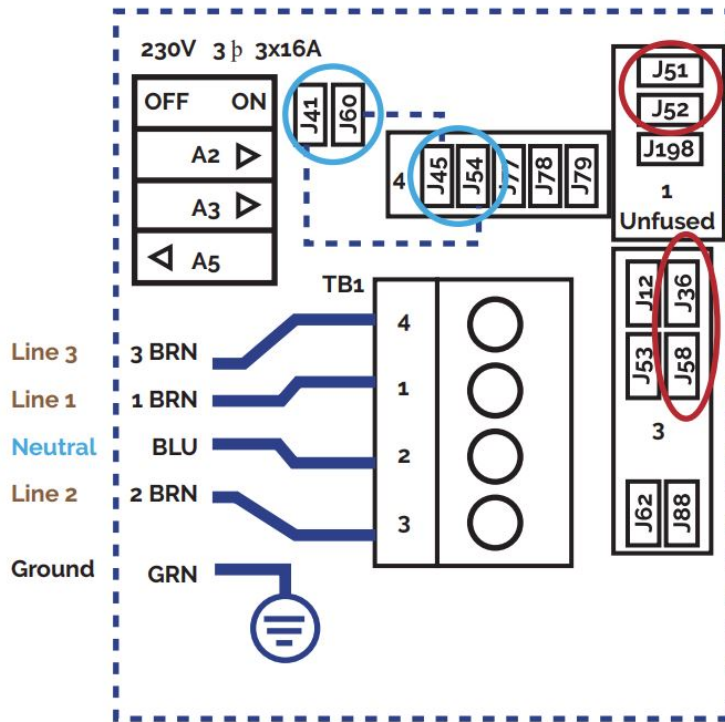 230V 3 þ 3x16A
OFF ON
A2
A3
A5
J41
J60
4
J45
J54
J77
J78
J79
J51
J52
J198
1
Unfused
J12
J36
J53
J58
3
J62
J88
TB1
4
1
2
3
Line 3 3 BRN
Line 1 1 BRN
Neutral BLU
Line 2 2 BRN
Ground GRN